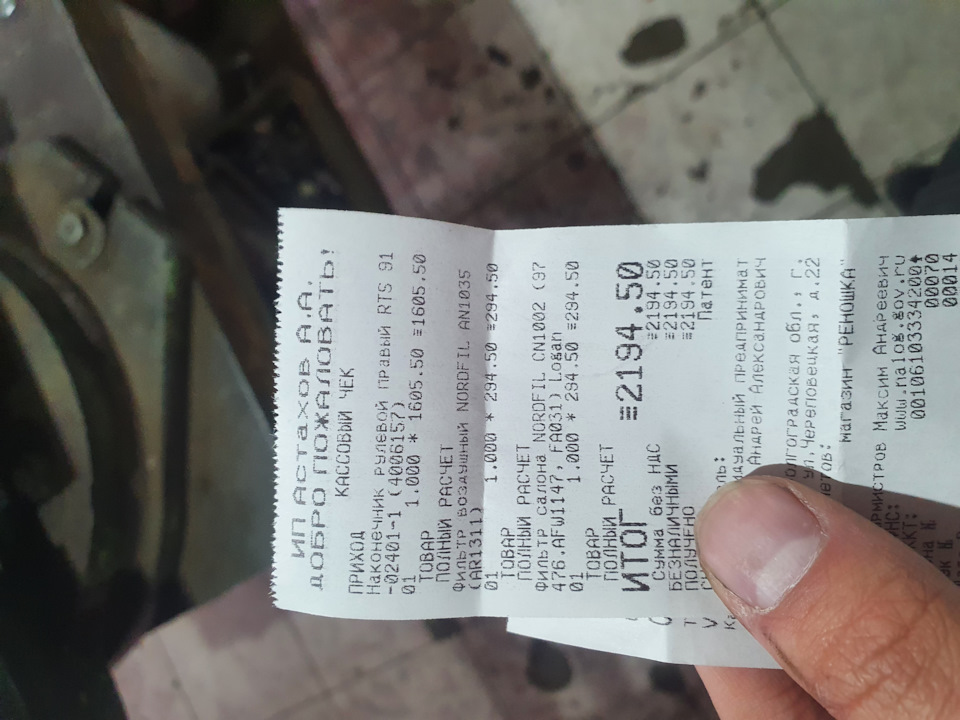 ИП Астахов А.А.
ДОБРО ПОЖАЛОВАТЬ!
КАССОВЫЙ ЧЕК
ПРИХОД
Наконечник рулевой правый RTS 91
-02401-1 (4006157)
01 1.000 * 1605.50 ≡1605.50
ТОВАР
ПОЛНЫЙ РАСЧЕТ
Фильтр воздушный NORDFIL AN1035
(AR1311)
01 1.000 * 294.50 ≡294.50
ТОВАР
ПОЛНЫЙ РАСЧЕТ
Фильтр салона NORDFIL CN1002 (97
476.AFW1147, FA031) Logan
01 1.000 * 294.50 ≡294.50
ТОВАР
ПОЛНЫЙ РАСЧЕТ
ИТОГ ≡2194.50
Сумма без НДС ≡2194.50
БЕЗНАЛИЧНЫМИ ≡2194.50
ПОЛУЧЕНО ≡2194.50
Патент
Андрей Александрович
обл., г.
ул.Череповецкая, д.22
магазин "РЕНОШКА"
Максим Андреевич
www.nalog.gov.ru
0010610333420
00070
00014